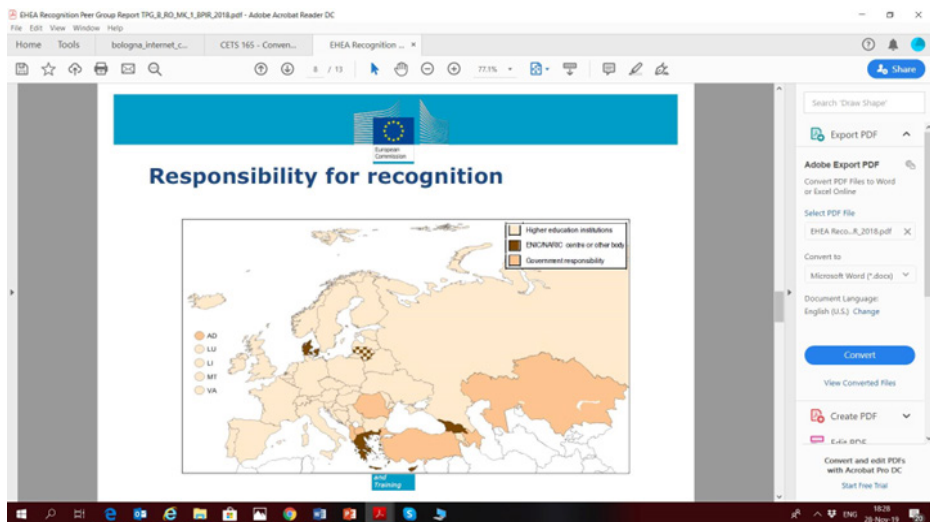 EHEA Recognition Peer Group Report TPG_B_RO_MK_1_BPIR_2018.pdf - Adobe Acrobat Reader DC
File Edit View Window Help
Home Tools bologna_internet_c... CETS 165 - Conven... EHEA Recognition ... ×
8 / 13 77.1% Share
European
Commission
Responsibility for recognition
Higher education institutions
ENIC/NARIC centre or other body
Government responsibility
AD
LU
LI
MT
VA
and
Training
Search 'Draw Shape'
Export PDF
Adobe Export PDF
Convert PDF Files to Word
or Excel Online
Select PDF File
EHEA Reco...R_2018.pdf
Convert to
Microsoft Word (*.docx)
Document Language:
English (U.S.) Change
Convert
View Converted Files
Create PDF
Edit PDF
Convert and edit PDFs
with Acrobat Pro DC
Start Free Trial
ENG 18:28
28-Nov-19 20